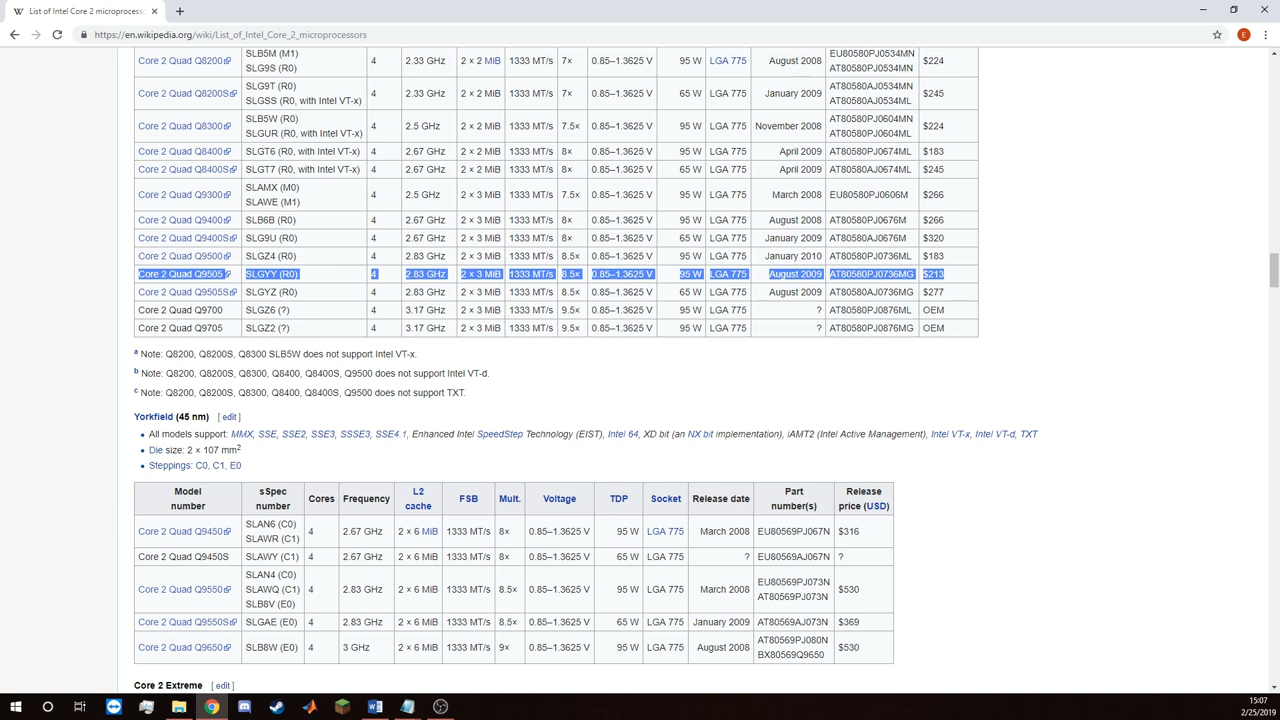 List of Intel Core 2 microproces
https://en.wikipedia.org/wiki/List_of_Intel_Core_2_microprocessors
E
Core 2 Quad Q8200 SLB5M (M1) SLG9S (R0) 4 2.33 GHz 2 × 2 MiB 1333 MT/s 7× 0.85–1.3625 V 95 W LGA 775 August 2008 EU80580PJ0534MN AT80580PJ0534MN $224
Core 2 Quad Q8200S SLG9T (R0) SLGSS (R0, with Intel VT-x) 4 2.33 GHz 2 × 2 MiB 1333 MT/s 7× 0.85–1.3625 V 65 W LGA 775 January 2009 AT80580AJ0534MN AT80580AJ0534ML $245
Core 2 Quad Q8300 SLB5W (R0) SLGUR (R0, with Intel VT-x) 4 2.5 GHz 2 × 2 MiB 1333 MT/s 7.5× 0.85–1.3625 V 95 W LGA 775 November 2008 AT80580PJ0604MN AT80580PJ0604ML $224
Core 2 Quad Q8400 SLGT6 (R0, with Intel VT-x) 4 2.67 GHz 2 × 2 MiB 1333 MT/s 8× 0.85–1.3625 V 95 W LGA 775 April 2009 AT80580PJ0674ML $183
Core 2 Quad Q8400S SLGT7 (R0, with Intel VT-x) 4 2.67 GHz 2 × 2 MiB 1333 MT/s 8× 0.85–1.3625 V 65 W LGA 775 April 2009 AT80580AJ0674ML $245
Core 2 Quad Q9300 SLAMX (M0) SLAWE (M1) 4 2.5 GHz 2 × 3 MiB 1333 MT/s 7.5× 0.85–1.3625 V 95 W LGA 775 March 2008 EU80580PJ0606M $266
Core 2 Quad Q9400 SLB6B (R0) 4 2.67 GHz 2 × 3 MiB 1333 MT/s 8× 0.85–1.3625 V 95 W LGA 775 August 2008 AT80580PJ0676M $266
Core 2 Quad Q9400S SLG9U (R0) 4 2.67 GHz 2 × 3 MiB 1333 MT/s 8× 0.85–1.3625 V 65 W LGA 775 January 2009 AT80580AJ0676M $320
Core 2 Quad Q9500 SLGZ4 (R0) 4 2.83 GHz 2 × 3 MiB 1333 MT/s 8.5× 0.85–1.3625 V 95 W LGA 775 January 2010 AT80580PJ0736ML $183
Core 2 Quad Q9505 SLGYY (R0) 4 2.83 GHz 2 × 3 MiB 1333 MT/s 8.5× 0.85–1.3625 V 95 W LGA 775 August 2009 AT80580PJ0736MG $213
Core 2 Quad Q9505S SLGYZ (R0) 4 2.83 GHz 2 × 3 MiB 1333 MT/s 8.5× 0.85–1.3625 V 65 W LGA 775 August 2009 AT80580AJ0736MG $277
Core 2 Quad Q9700 SLGZ6 (?) 4 3.17 GHz 2 × 3 MiB 1333 MT/s 9.5× 0.85–1.3625 V 95 W LGA 775 ? AT80580PJ0876ML OEM
Core 2 Quad Q9705 SLGZ2 (?) 4 3.17 GHz 2 × 3 MiB 1333 MT/s 9.5× 0.85–1.3625 V 95 W LGA 775 ? AT80580PJ0876MG OEM
a Note: Q8200, Q8200S, Q8300 SLB5W does not support Intel VT-x.
b Note: Q8200, Q8200S, Q8300, Q8400, Q8400S, Q9500 does not support Intel VT-d.
c Note: Q8200, Q8200S, Q8300, Q8400, Q8400S, Q9500 does not support TXT.
Yorkfield (45 nm) [ edit ]
• All models support: MMX, SSE, SSE2, SSE3, SSSE3, SSE4.1, Enhanced Intel SpeedStep Technology (EIST), Intel 64, XD bit (an NX bit implementation), iAMT2 (Intel Active Management), Intel VT-x, Intel VT-d, TXT
• Die size: 2 × 107 mm2
• Steppings: C0, C1, E0
Model number sSpec number Cores Frequency L2 cache FSB Mult. Voltage TDP Socket Release date Part number(s) Release price (USD)
Core 2 Quad Q9450 SLAN6 (C0) SLAWR (C1) 4 2.67 GHz 2 × 6 MiB 1333 MT/s 8× 0.85–1.3625 V 95 W LGA 775 March 2008 EU80569PJ067N $316
Core 2 Quad Q9450S SLAWY (C1) 4 2.67 GHz 2 × 6 MiB 1333 MT/s 8× 0.85–1.3625 V 65 W LGA 775 ? EU80569AJ067N ?
Core 2 Quad Q9550 SLAN4 (C0) SLAWQ (C1) SLB8V (E0) 4 2.83 GHz 2 × 6 MiB 1333 MT/s 8.5× 0.85–1.3625 V 95 W LGA 775 March 2008 EU80569PJ073N AT80569PJ073N $530
Core 2 Quad Q9550S SLGAE (E0) 4 2.83 GHz 2 × 6 MiB 1333 MT/s 8.5× 0.85–1.3625 V 65 W LGA 775 January 2009 AT80569AJ073N $369
Core 2 Quad Q9650 SLB8W (E0) 4 3 GHz 2 × 6 MiB 1333 MT/s 9× 0.85–1.3625 V 95 W LGA 775 August 2008 AT80569PJ080N BX80569Q9650 $530
Core 2 Extreme [ edit ]
15:07
2/25/2019